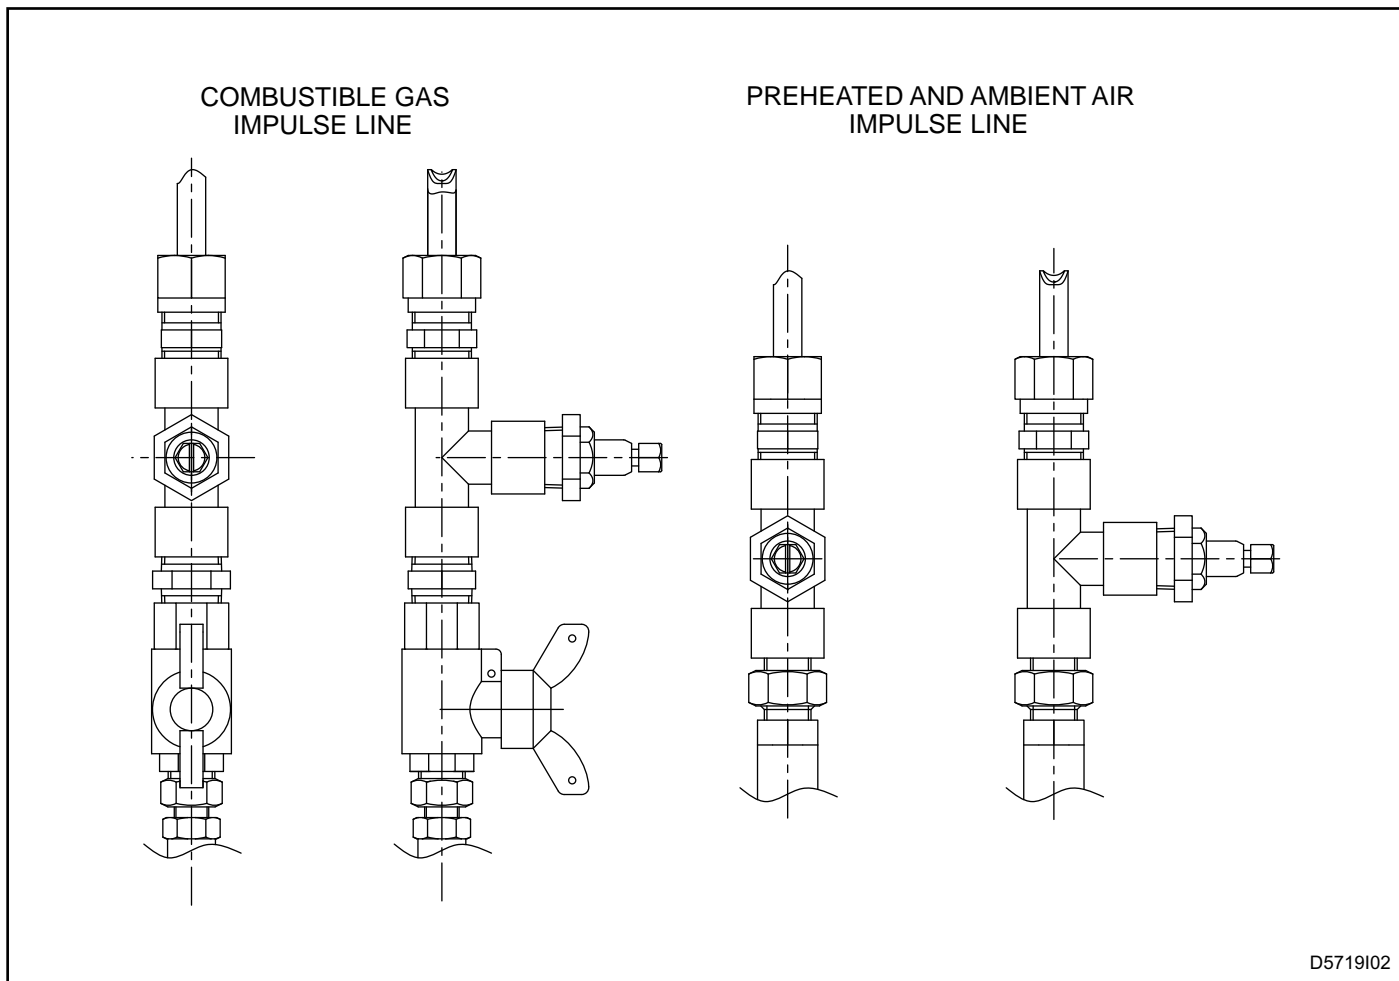 COMBUSTIBLE GAS
IMPULSE LINE
PREHEATED AND AMBIENT AIR
IMPULSE LINE
D5719I02